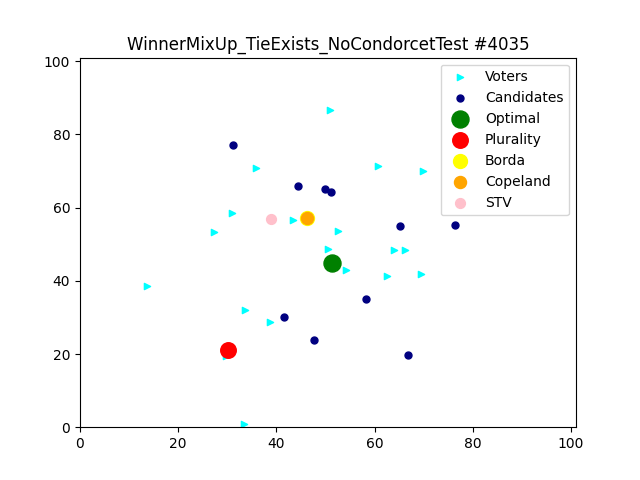 WinnerMixUp_TieExists_NoCondorcetTest #4035
100
80
60
40
20
0
0
20
40
60
80
100
Voters
Candidates
Optimal
Plurality
Borda
Copeland
STV